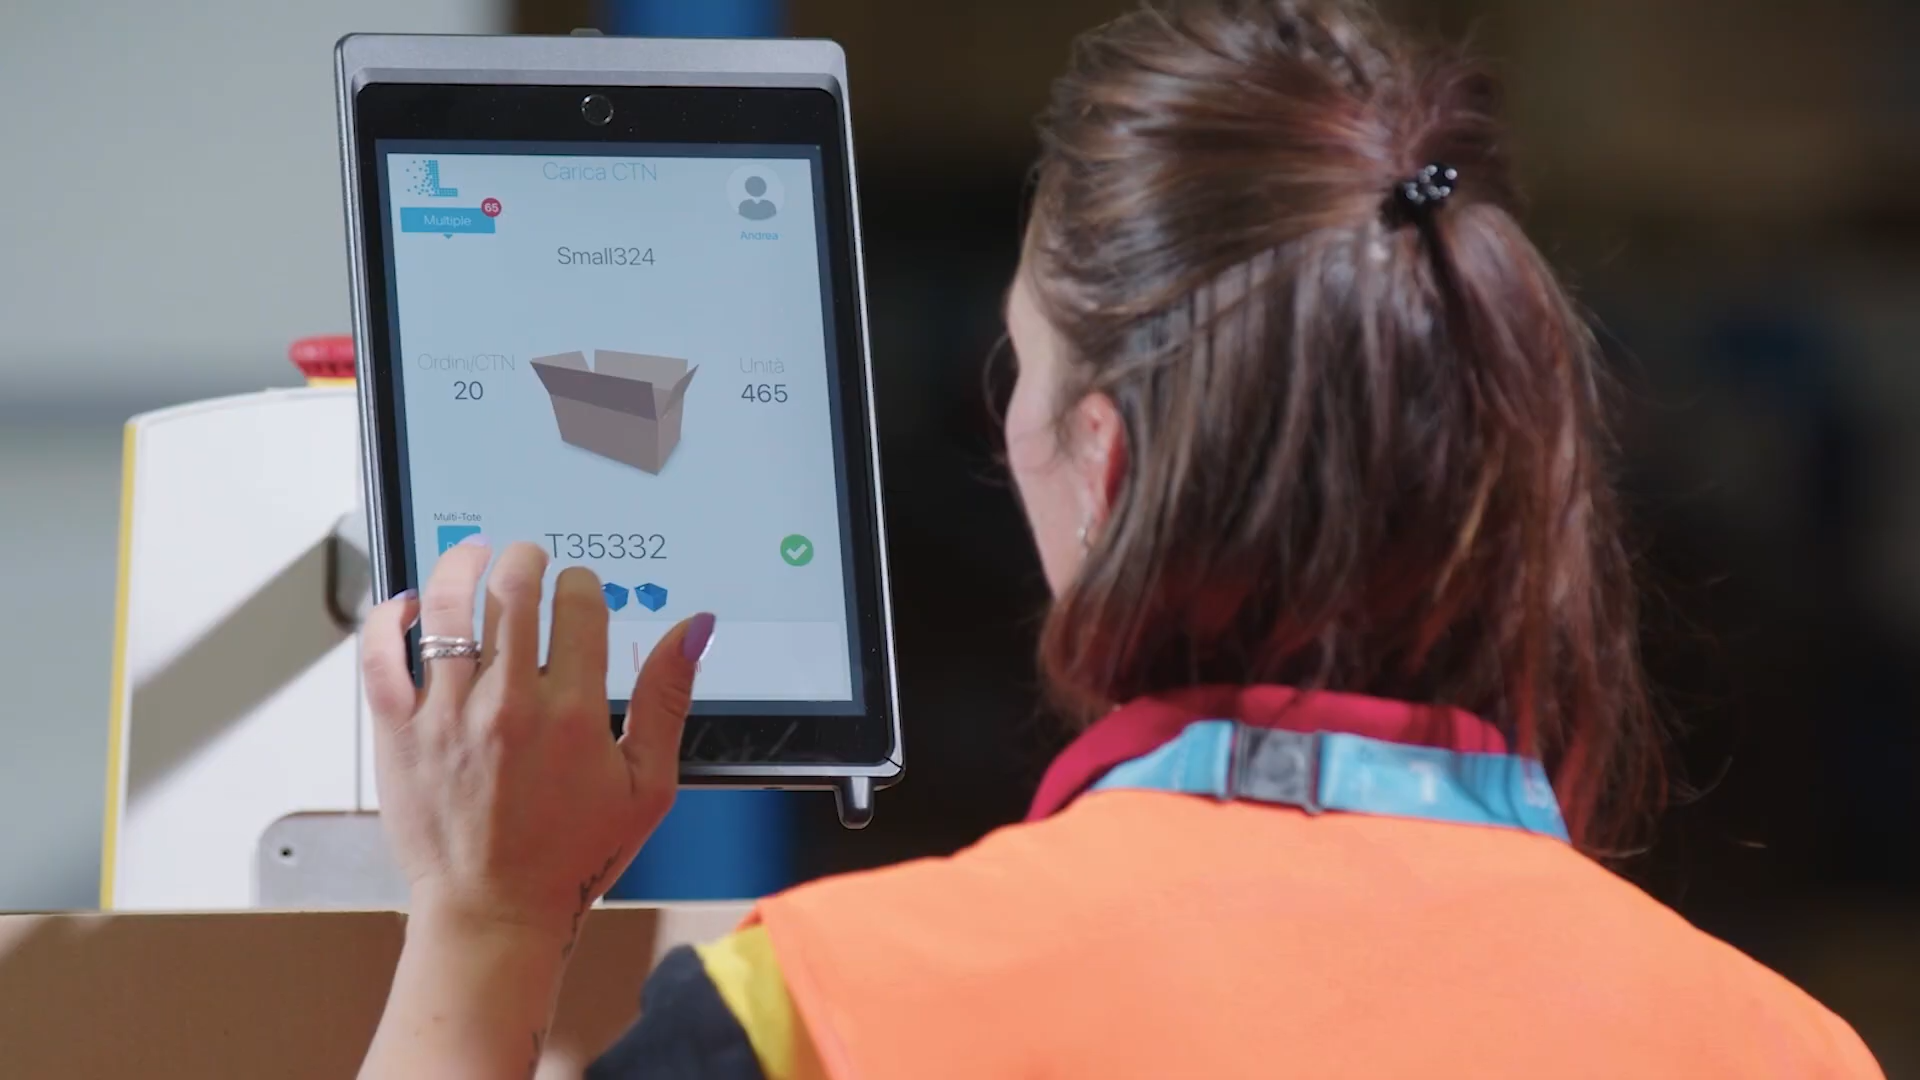 Carica CTN
65
Multiple
Andrea
Small324
Ordini/CTN
20
Unità
465
Multi-Tote
T35332